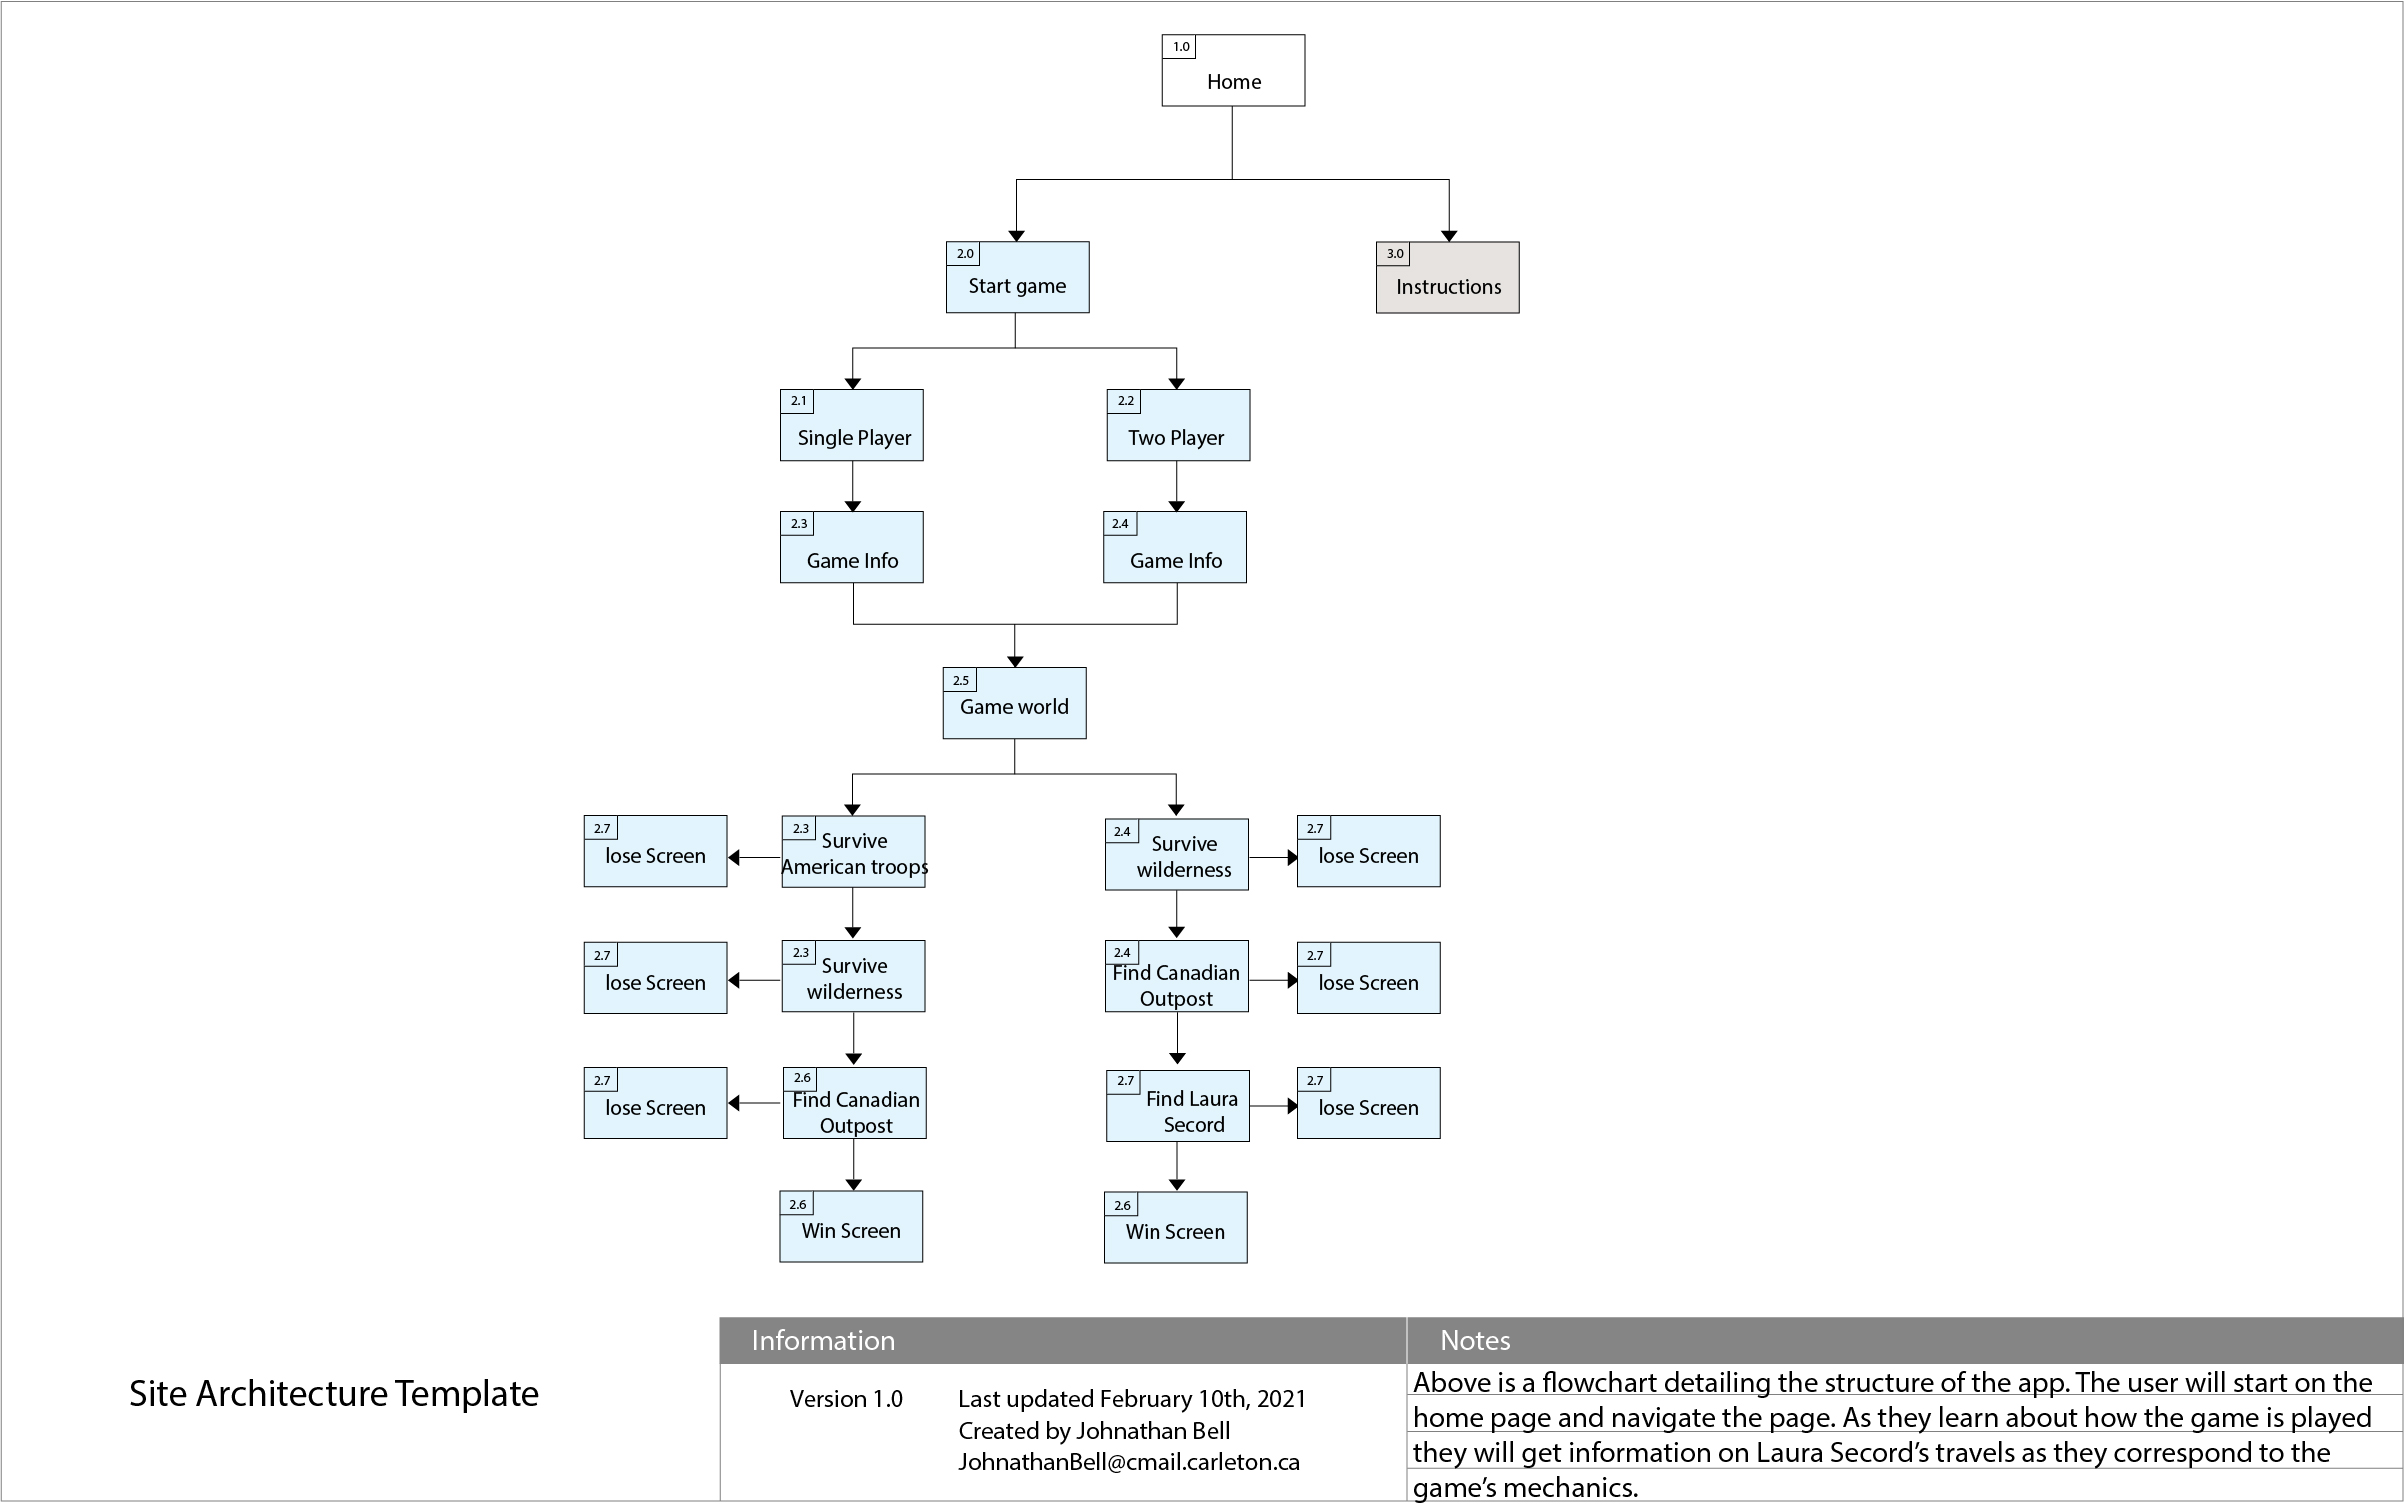 1.0
Home
2.0
Start game
3.0
Instructions
2.1
Single Player
2.2
Two Player
2.3
Game Info
2.4
Game Info
2.5
Game world
2.7
lose Screen
2.3
Survive
American troops
2.4
Survive
wilderness
2.7
lose Screen
2.7
lose Screen
2.3
Survive
wilderness
2.4
Find Canadian
Outpost
2.7
lose Screen
2.7
lose Screen
2.6
Find Canadian
Outpost
2.7
Find Laura
Secord
2.7
lose Screen
2.6
Win Screen
2.6
Win Screen
Site Architecture Template
Information
Version 1.0
Last updated February 10th, 2021
Created by Johnathan Bell
JohnathanBell@cmail.carleton.ca
Notes
Above is a flowchart detailing the structure of the app. The user will start on the
home page and navigate the page. As they learn about how the game is played
they will get information on Laura Secord’s travels as they correspond to the
game’s mechanics.